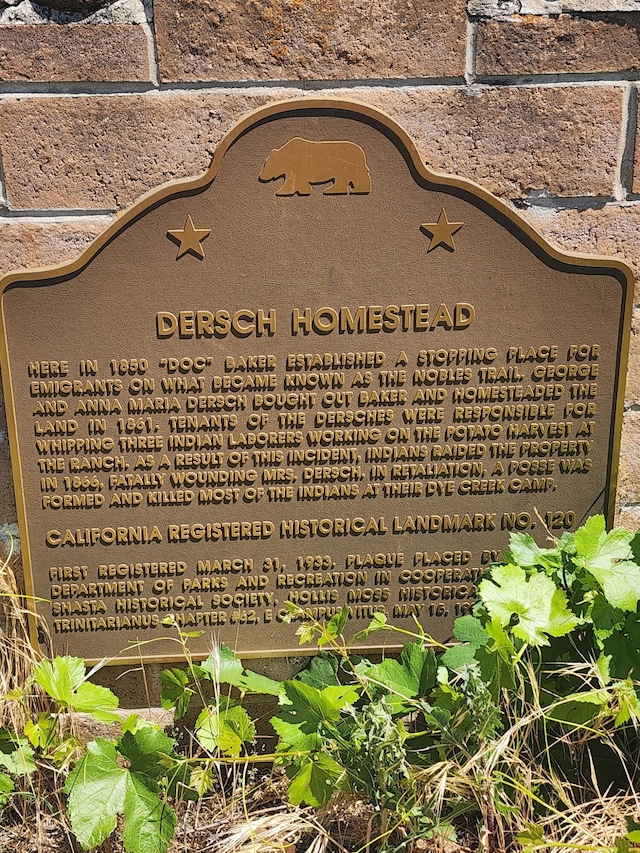 DERSCH HOMESTEAD
HERE IN 1850 "DOC" BAKER ESTABLISHED A STOPPING PLACE FOR
EMIGRANTS ON WHAT BECAME KNOWN AS THE NOBLES TRAIL. GEORGE
AND ANNA MARIA DERSCH BOUGHT OUT BAKER AND HOMESTEADED THE
LAND IN 1861. TENANTS OF THE DERSCHES WERE RESPONSIBLE FOR
WHIPPING THREE INDIAN LABORERS WORKING ON THE POTATO HARVEST AT
THE RANCH. AS A RESULT OF THIS INCIDENT, INDIANS RAIDED THE PROPERTY
IN 1866, FATALLY WOUNDING MRS. DERSCH. IN RETALIATION, A POSSE WAS
FORMED AND KILLED MOST OF THE INDIANS AT THEIR DYE CREEK CAMP.
CALIFORNIA REGISTERED HISTORICAL LANDMARK NO. 120
FIRST REGISTERED MARCH 31, 1933. PLAQUE PLACED BY
DEPARTMENT OF PARKS AND RECREATION IN
SHASTA HISTORICAL SOCIETY, HOLLIS MOSS
TRINITARIANUS CHAPTER #62, E CLAMPUS VITUS MAY 15,